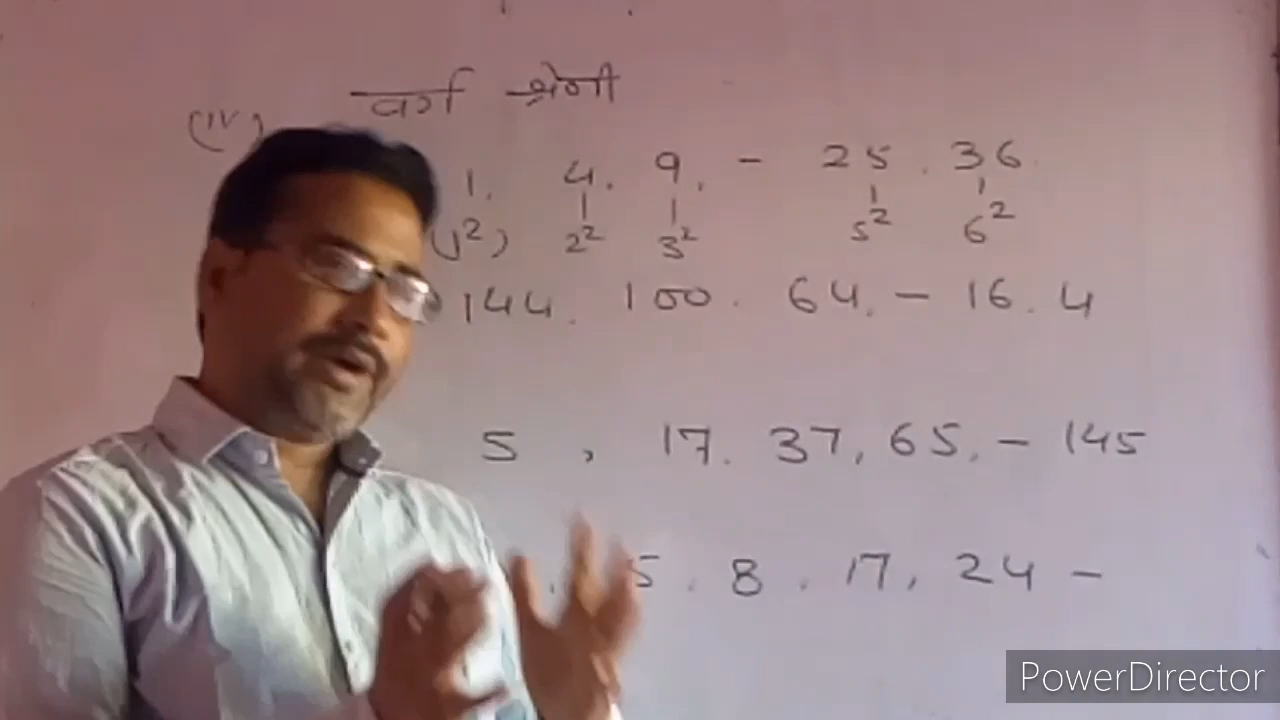 (IV) वर्ग श्रेणी
1, 4, 9, - 25, 36
(1²) 2² 3² 5² 6²
144, 100, 64, - 16, 4
5, 17, 37, 65, - 145
5, 8, 17, 24 -
PowerDirector